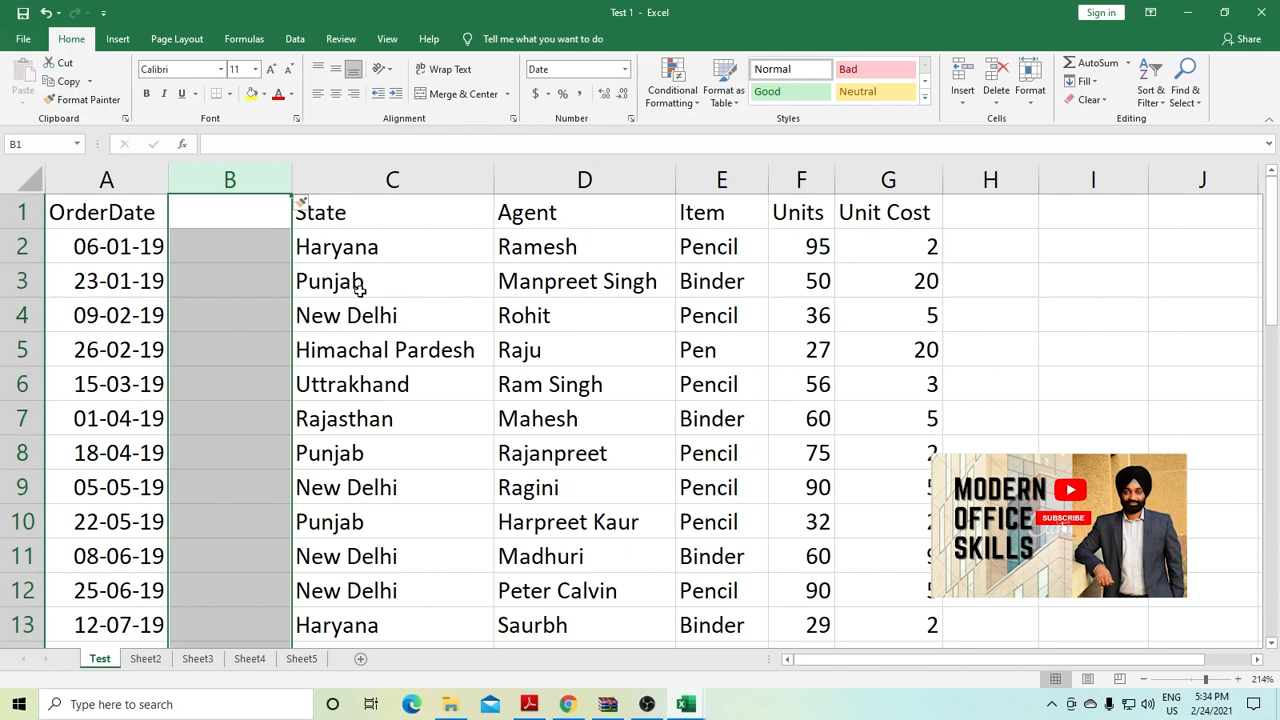 Test 1 - Excel
Sign in
File Home Insert Page Layout Formulas Data Review View Help Tell me what you want to do Share
Paste
Cut
Copy
Format Painter
Clipboard
Calibri 11
B I U A
Font
Wrap Text
Merge & Center
Alignment
Date
$ % ,
Number
Conditional Formatting
Format as Table
Normal Bad
Good Neutral
Styles
Insert Delete Format
Cells
AutoSum
Fill
Clear
Sort & Filter
Find & Select
Editing
B1 fx
A B C D E F G H I J
1 OrderDate State Agent Item Units Unit Cost
2 06-01-19 Haryana Ramesh Pencil 95 2
3 23-01-19 Punjab Manpreet Singh Binder 50 20
4 09-02-19 New Delhi Rohit Pencil 36 5
5 26-02-19 Himachal Pardesh Raju Pen 27 20
6 15-03-19 Uttrakhand Ram Singh Pencil 56 3
7 01-04-19 Rajasthan Mahesh Binder 60 5
8 18-04-19 Punjab Rajanpreet Pencil 75 2
9 05-05-19 New Delhi Ragini Pencil 90
10 22-05-19 Punjab Harpreet Kaur Pencil 32
11 08-06-19 New Delhi Madhuri Binder 60
12 25-06-19 New Delhi Peter Calvin Pencil 90
13 12-07-19 Haryana Saurbh Binder 29 2
MODERN
OFFICE
SKILLS
SUBSCRIBE
Test Sheet2 Sheet3 Sheet4 Sheet5
214%
Type here to search
ENG
US
5:34 PM
2/24/2021